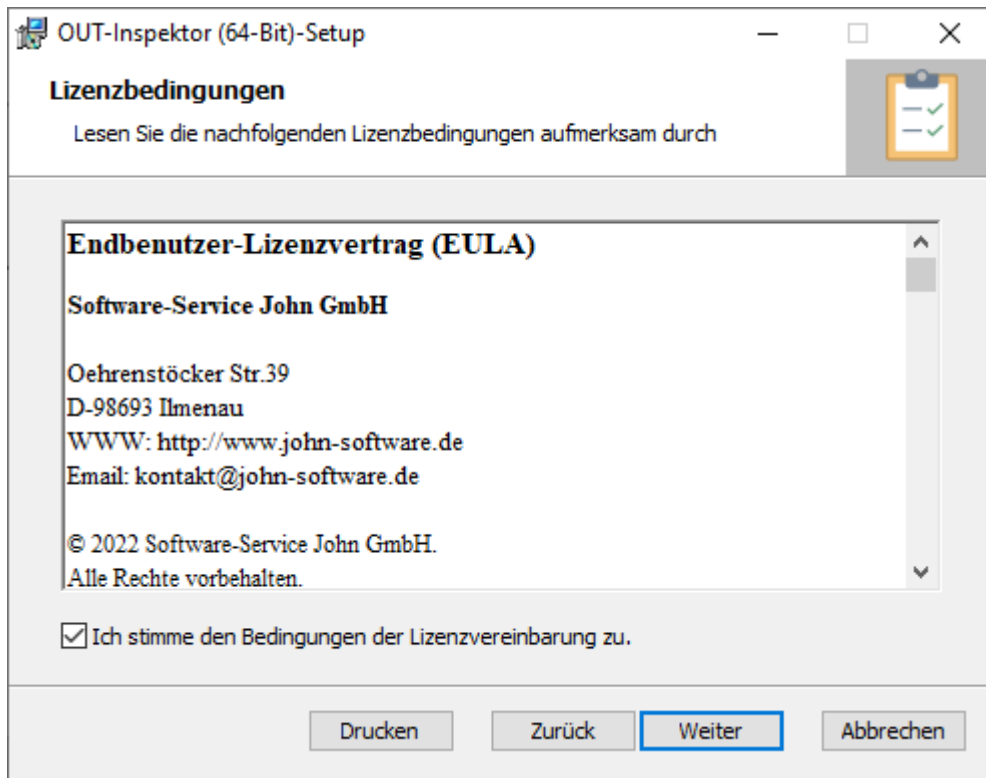 OUT-Inspektor (64-Bit)-Setup
Lizenzbedingungen
Lesen Sie die nachfolgenden Lizenzbedingungen aufmerksam durch
Endbenutzer-Lizenzvertrag (EULA)
Software-Service John GmbH
Oehrenstöcker Str.39
D-98693 Ilmenau
WWW: http://www.john-software.de
Email: kontakt@john-software.de
© 2022 Software-Service John GmbH.
Alle Rechte vorbehalten.
Ich stimme den Bedingungen der Lizenzvereinbarung zu.
Drucken Zurück Weiter Abbrechen